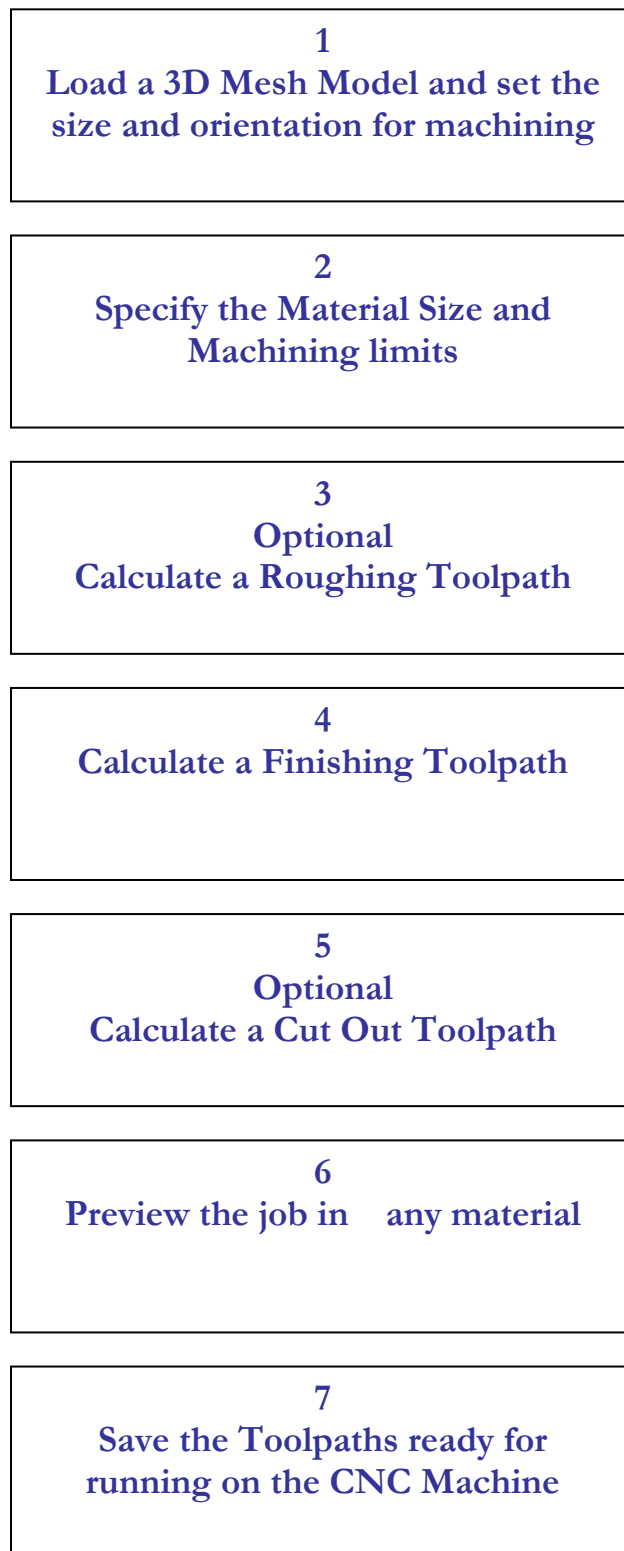 1
Load a 3D Mesh Model and set the
size and orientation for machining
2
Specify the Material Size and
Machining limits
3
Optional
Calculate a Roughing Toolpath
4
Calculate a Finishing Toolpath
5
Optional
Calculate a Cut Out Toolpath
6
Preview the job in any material
7
Save the Toolpaths ready for
running on the CNC Machine